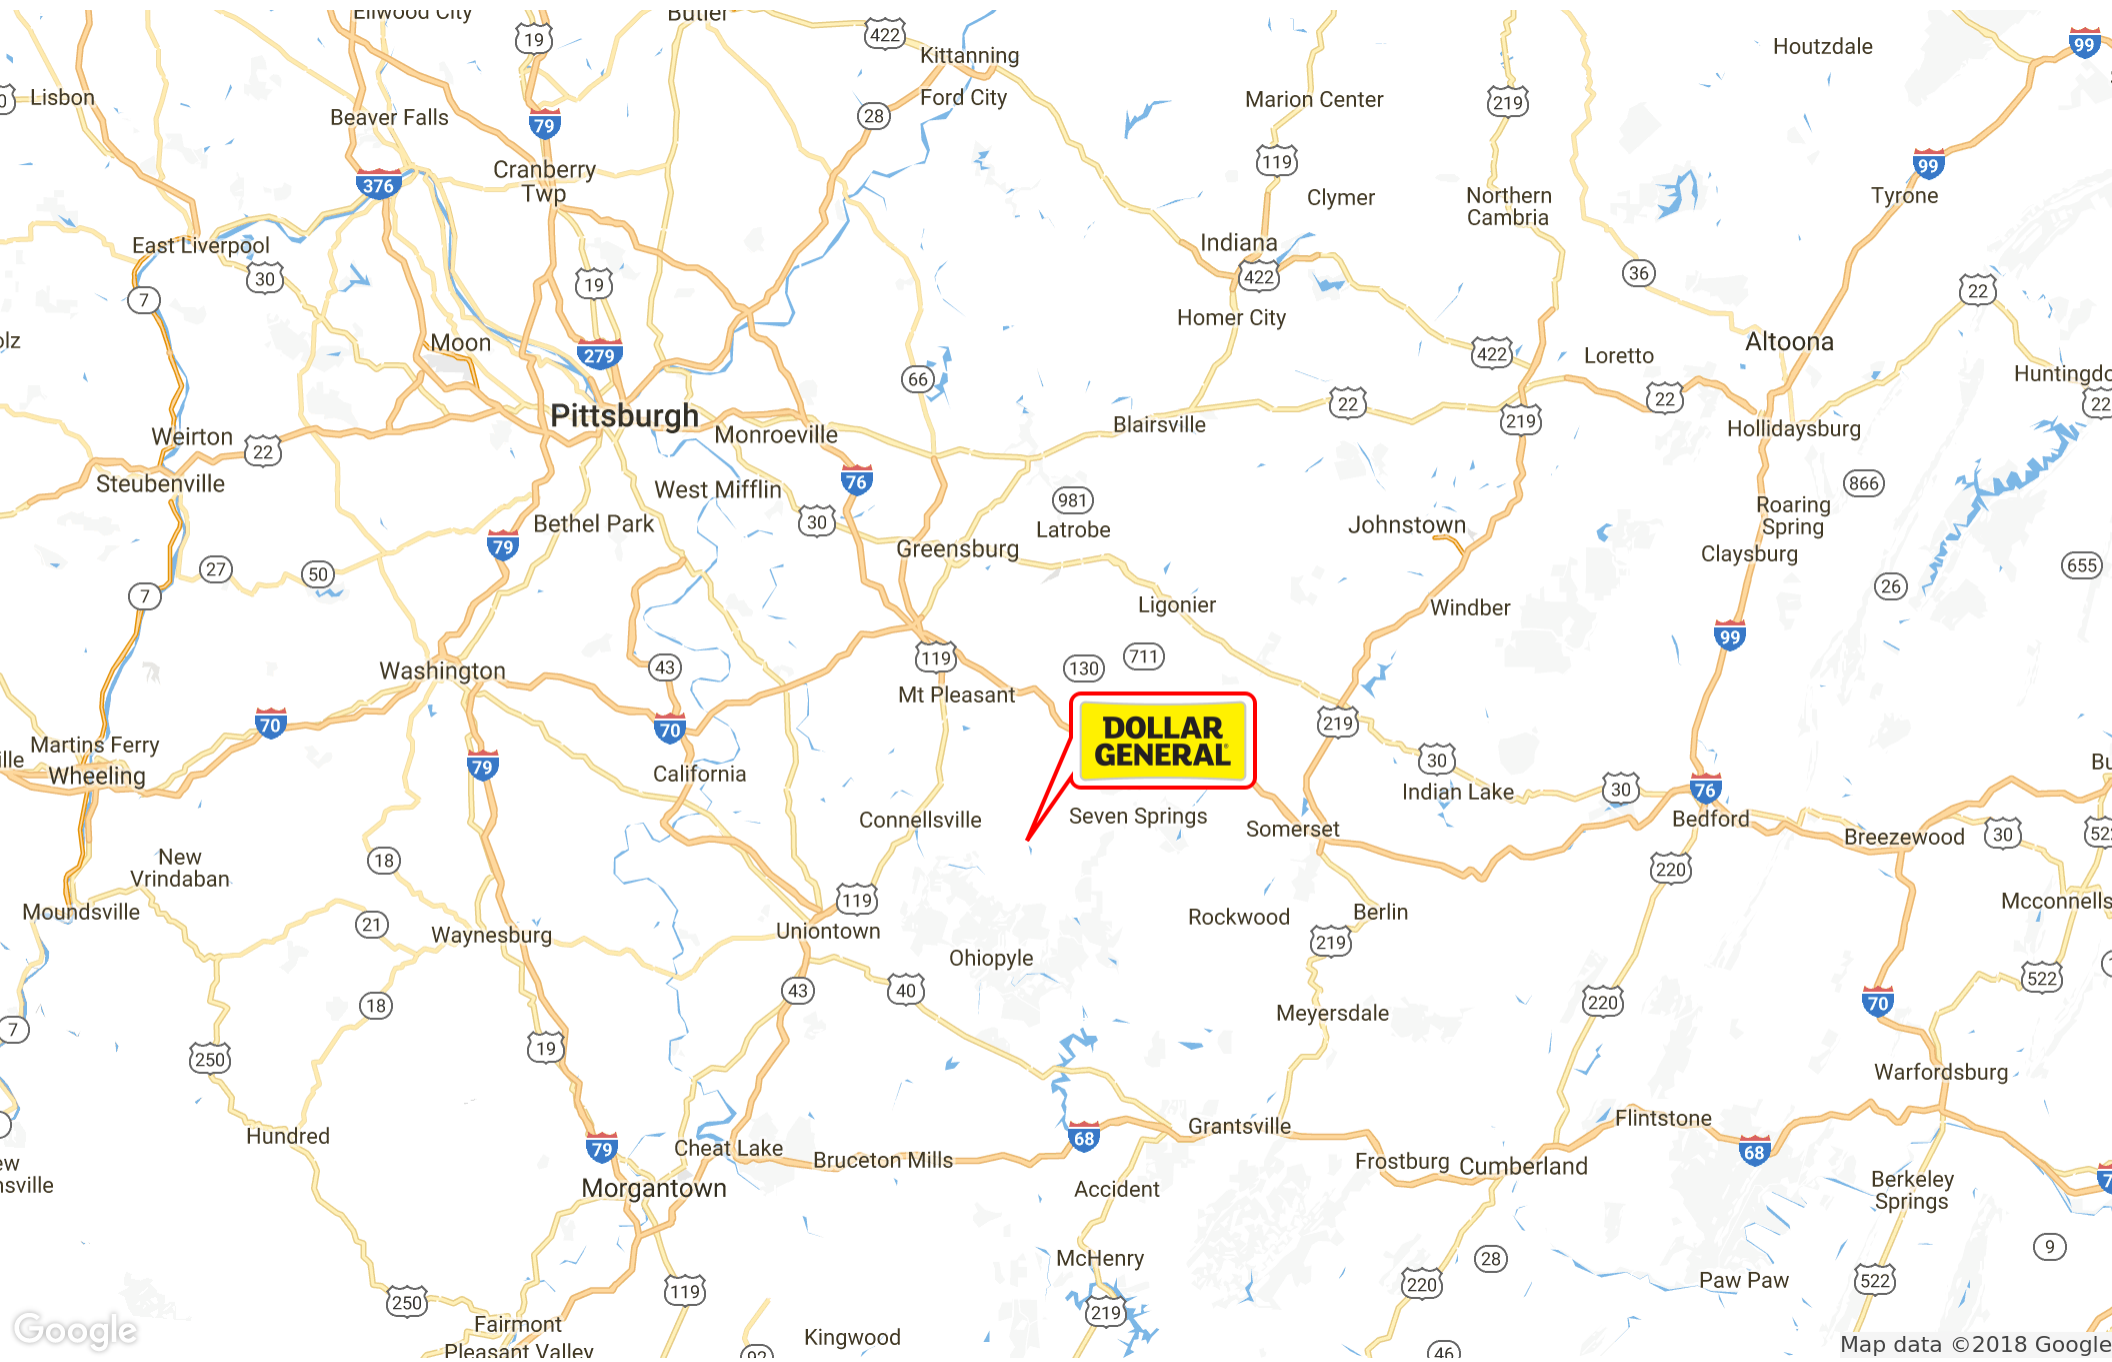 Ellwood City
Butler
19
422
Kittanning
Houtzdale
99
Lisbon
Beaver Falls
79
28
Ford City
Marion Center
219
376
Cranberry
Twp
119
Clymer
Northern
Cambria
99
Tyrone
East Liverpool
30
7
19
Indiana
422
36
22
Homer City
Moon
279
66
422
Loretto
Altoona
Huntingdo
22
Pittsburgh
Monroeville
Blairsville
22
219
22
Hollidaysburg
Weirton
22
Steubenville
West Mifflin
76
30
981
Latrobe
866
Roaring
Spring
Bethel Park
79
Greensburg
Johnstown
Claysburg
27
50
7
Ligonier
Windber
26
655
99
Washington
43
119
130
711
Mt Pleasant
70
70
DOLLAR
GENERAL
219
Martins Ferry
Wheeling
79
California
30
Indian Lake
30
76
Connellsville
Seven Springs
Somerset
Bedford
Breezewood
30
522
New
Vrindaban
18
220
Moundsville
21
119
Mcconnells
Waynesburg
Uniontown
Rockwood
Berlin
219
Ohiopyle
18
43
40
220
70
522
7
250
19
Meyersdale
Warfordsburg
Hundred
79
Cheat Lake
68
Grantsville
Flintstone
68
Bruceton Mills
Frostburg
Cumberland
Morgantown
Accident
Berkeley
Springs
McHenry
28
9
250
119
219
220
Paw Paw
522
Fairmont
Kingwood
Pleasant Valley
46
Google
Map data ©2018 Google